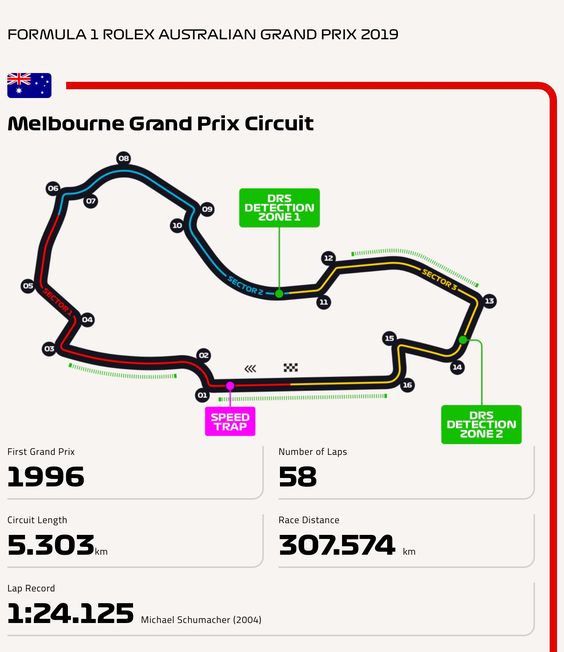 FORMULA 1 ROLEX AUSTRALIAN GRAND PRIX 2019
Melbourne Grand Prix Circuit
08
06
07
09
10
DRS
DETECTION
ZONE 1
12
SECTOR 3
SECTOR 2
05
SECTOR 1
11
13
04
03
02
15
14
16
01
SPEED
TRAP
DRS
DETECTION
ZONE 2
First Grand Prix
1996
Number of Laps
58
Circuit Length
5.303km
Race Distance
307.574 km
Lap Record
1:24.125 Michael Schumacher (2004)